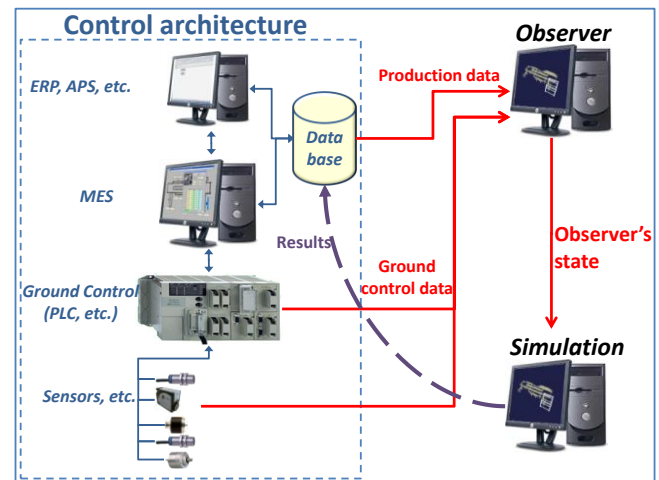 Control architecture
Observer
ERP, APS, etc.
Production data
Data
base
MES
Results
Observer's
state
Ground
control data
Ground Control
(PLC, etc.)
Simulation
Sensors, etc.